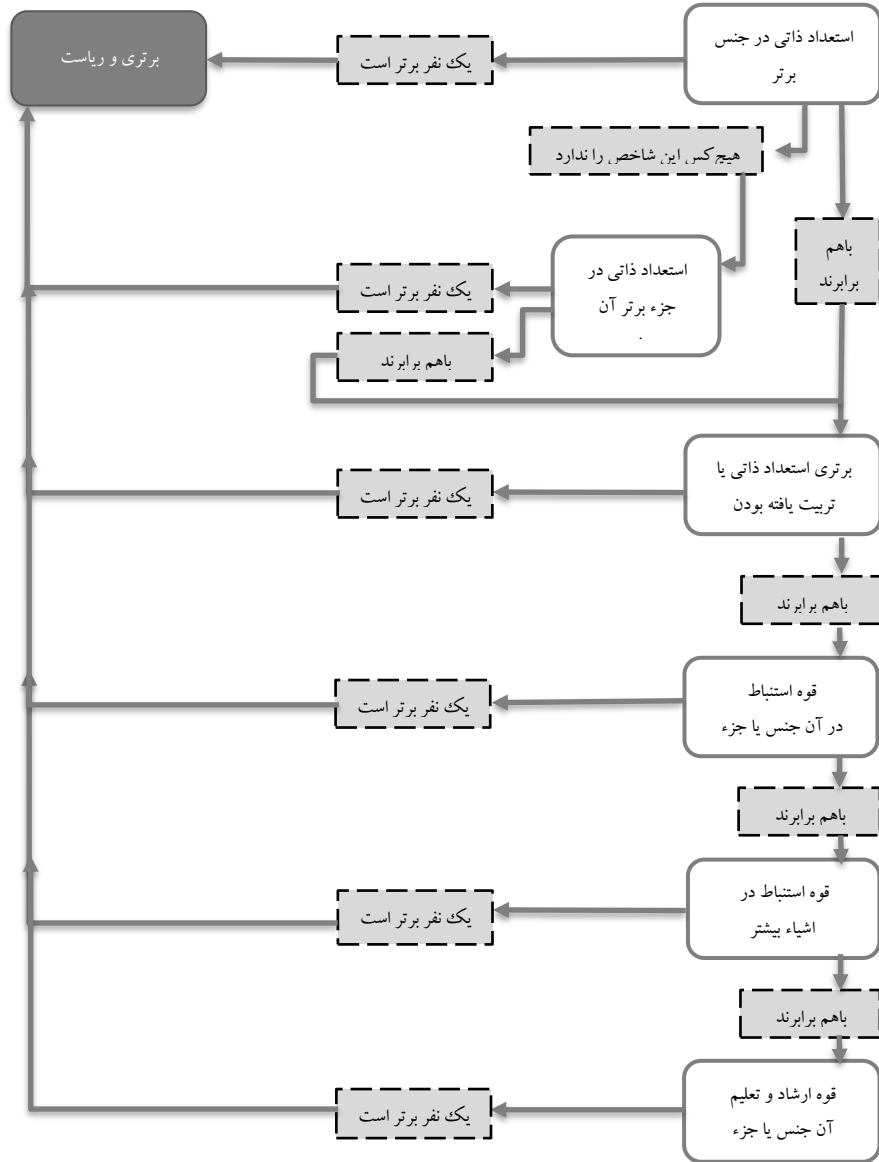 استعداد ذاتی در جنس
برتر
یک نفر برتر است
برتری و ریاست
هیچ‌کس این شاخص را ندارد
باهم
برابرند
استعداد ذاتی در
جزء برتر آن
.
یک نفر برتر است
باهم برابرند
برتری استعداد ذاتی یا
تربیت یافته بودن
یک نفر برتر است
باهم برابرند
قوه استنباط
در آن جنس یا جزء
یک نفر برتر است
باهم برابرند
قوه استنباط در
اشیاء بیشتر
یک نفر برتر است
باهم برابرند
قوه ارشاد و تعلیم
آن جنس یا جزء
یک نفر برتر است